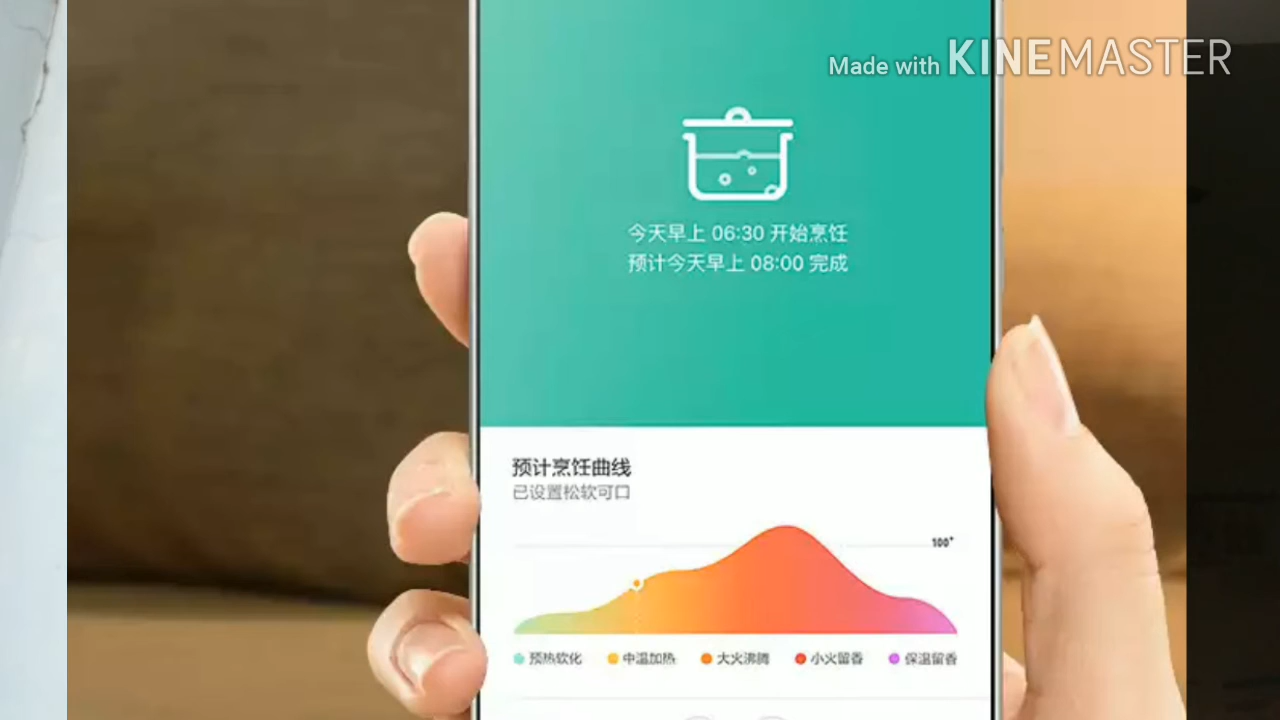 Made with KINEMASTER
今天早上 06:30 开始烹饪
预计今天早上 08:00 完成
预计烹饪曲线
已设置松软可口
100°
预热软化 中温加热 大火沸腾 小火留香 保温留香